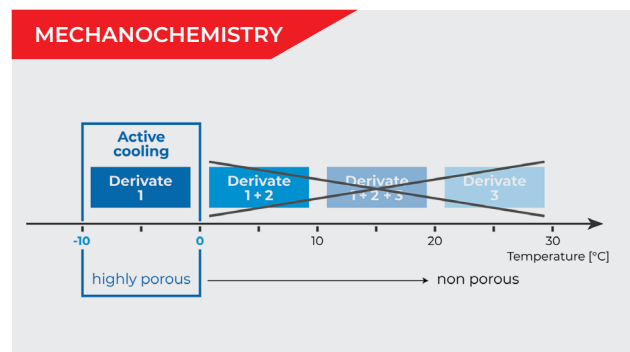 MECHANOCHEMISTRY
Active
cooling
Derivate
1
Derivate
1 + 2
Derivate
1 + 2 + 3
Derivate
3
-10
0
10
20
30
Temperature [°C]
highly porous
non porous